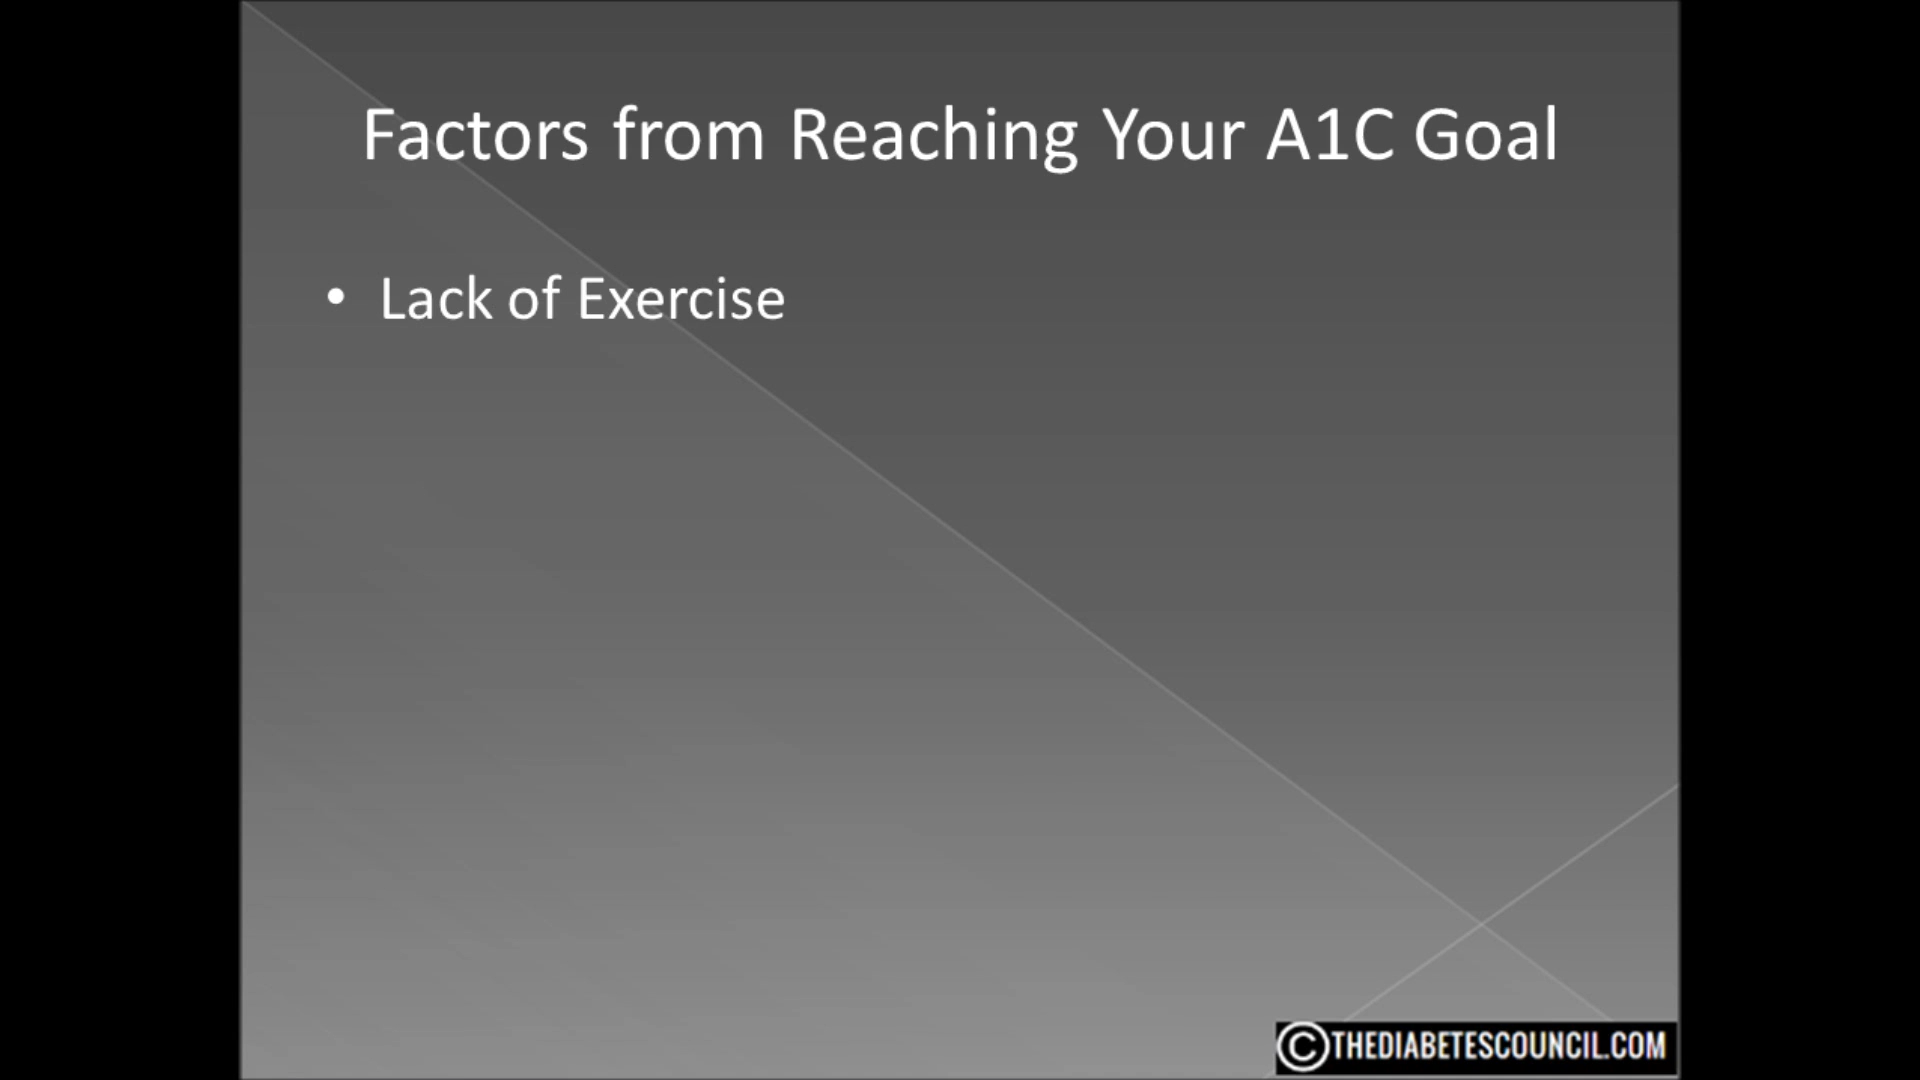 Factors from Reaching Your A1C Goal
• Lack of Exercise
©THEDIABETESCOUNCIL.COM